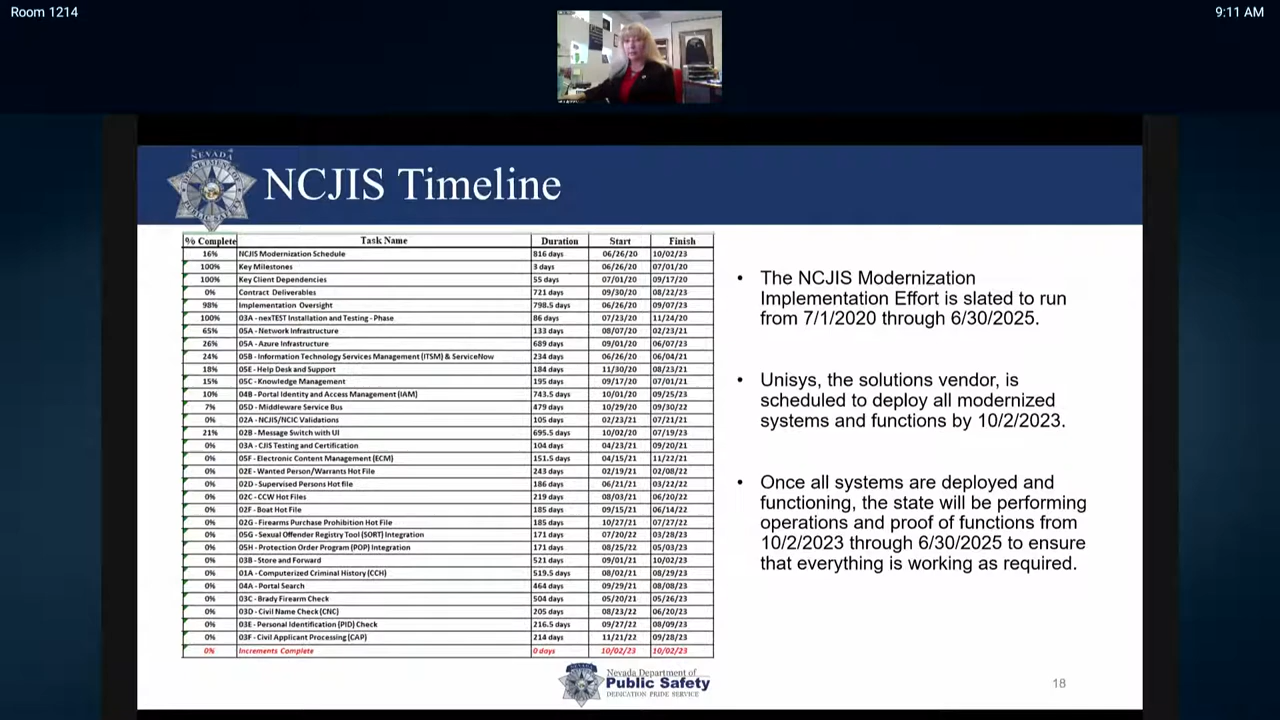 Room 1214
9:11 AM
NEVADA
NCJIS Timeline
% Complete Task Name Duration Start Finish
16% NCJIS Modernization Schedule 816 days 06/26/20 10/02/23
100% Key Milestones 3 days 06/26/20 07/01/20
100% Key Client Dependencies 55 days 07/01/20 09/17/20
0% Contract Deliverables 721 days 09/30/20 08/22/23
98% Implementation Oversight 798.5 days 06/26/20 09/07/23
100% 03A - nexTEST Installation and Testing - Phase 86 days 07/23/20 11/24/20
65% 05A - Network Infrastructure 133 days 08/07/20 02/23/21
26% 05A - Azure Infrastructure 689 days 09/01/20 06/07/23
24% 05B - Information Technology Services Management (ITSM) & ServiceNow 234 days 06/26/20 06/04/21
18% 05E - Help Desk and Support 184 days 11/30/20 08/23/21
15% 05C - Knowledge Management 195 days 09/17/20 07/01/21
10% 04B - Portal Identity and Access Management (IAM) 743.5 days 10/01/20 09/25/23
7% 05D - Middleware Service Bus 479 days 10/29/20 09/30/22
0% 02A - NCJIS/NCIC Validations 105 days 02/23/21 07/21/21
21% 02B - Message Switch with UI 695.5 days 10/02/20 07/19/23
0% 03A - CJIS Testing and Certification 104 days 04/23/21 09/20/21
0% 05F - Electronic Content Management (ECM) 151.5 days 04/15/21 11/22/21
0% 02E - Wanted Person/Warrants Hot File 243 days 02/19/21 02/08/22
0% 02D - Supervised Persons Hot file 186 days 06/21/21 03/22/22
0% 02C - CCW Hot Files 219 days 08/03/21 06/20/22
0% 02F - Boat Hot File 185 days 09/15/21 06/14/22
0% 02G - Firearms Purchase Prohibition Hot File 185 days 10/27/21 07/27/22
0% 05G - Sexual Offender Registry Tool (SORT) Integration 171 days 07/20/22 03/28/23
0% 05H - Protection Order Program (POP) Integration 171 days 08/25/22 05/03/23
0% 03B - Store and Forward 521 days 09/01/21 10/02/23
0% 01A - Computerized Criminal History (CCH) 519.5 days 08/02/21 08/29/23
0% 04A - Portal Search 464 days 09/29/21 08/08/23
0% 03C - Brady Firearm Check 504 days 05/20/21 05/26/23
0% 03D - Civil Name Check (CNC) 205 days 08/23/22 06/20/23
0% 03E - Personal Identification (PID) Check 216.5 days 09/27/22 08/09/23
0% 03F - Civil Applicant Processing (CAP) 214 days 11/21/22 09/28/23
0% Increments Complete 0 days 10/02/23 10/02/23
• The NCJIS Modernization
Implementation Effort is slated to run
from 7/1/2020 through 6/30/2025.
• Unisys, the solutions vendor, is
scheduled to deploy all modernized
systems and functions by 10/2/2023.
• Once all systems are deployed and
functioning, the state will be performing
operations and proof of functions from
10/2/2023 through 6/30/2025 to ensure
that everything is working as required.
Nevada Department of
Public Safety
DEDICATION PRIDE SERVICE
18